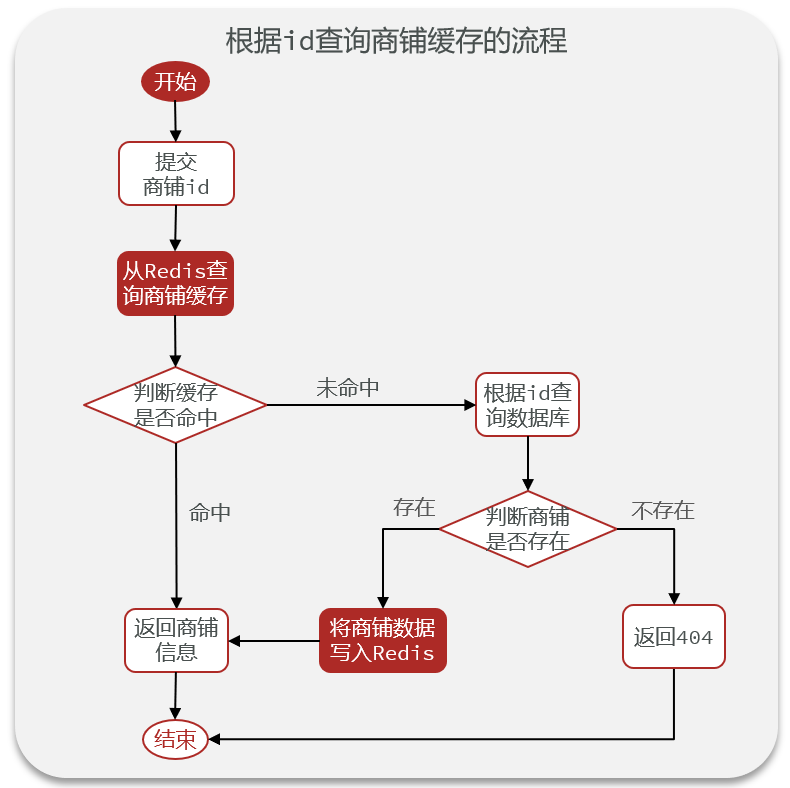 根据id查询商铺缓存的流程
开始
提交
商铺id
从Redis查
询商铺缓存
判断缓存
是否命中
未命中
根据id查
询数据库
命中
存在
判断商铺
是否存在
不存在
返回商铺
信息
将商铺数据
写入Redis
返回404
结束